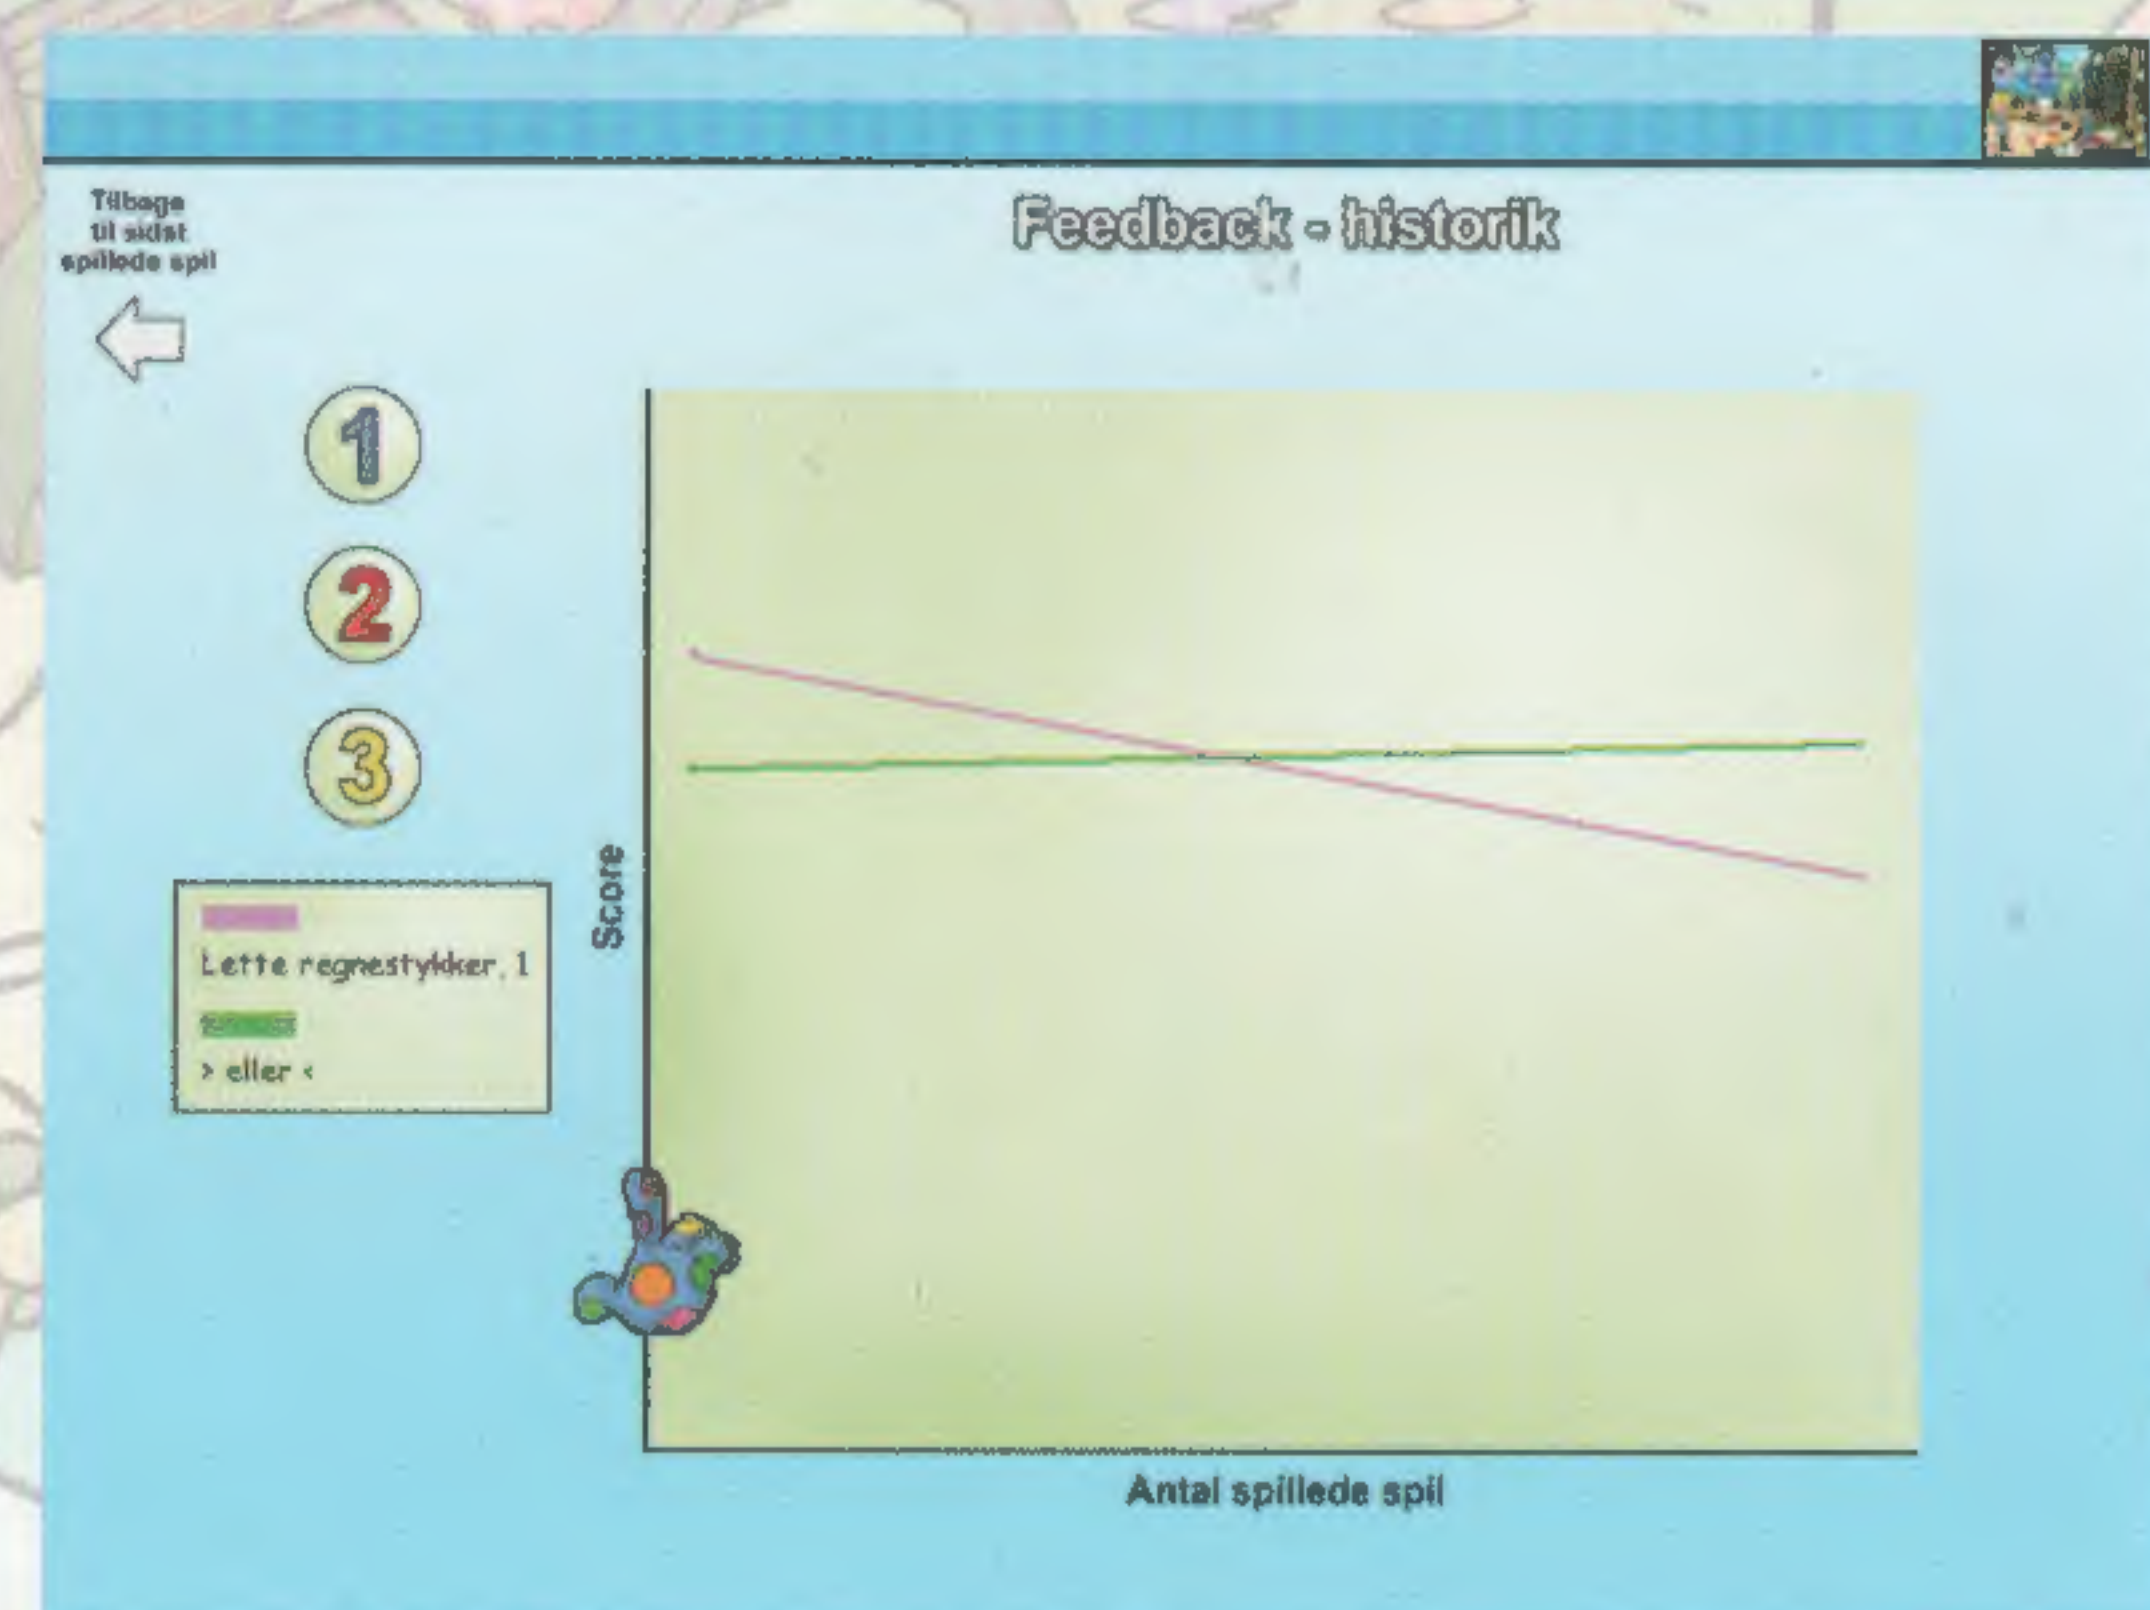 Tilbage
til sidst
spillede spil
Feedback - historik
1
2
3
Lette regnestykker, 1
> eller <
Score
Antal spillede spil